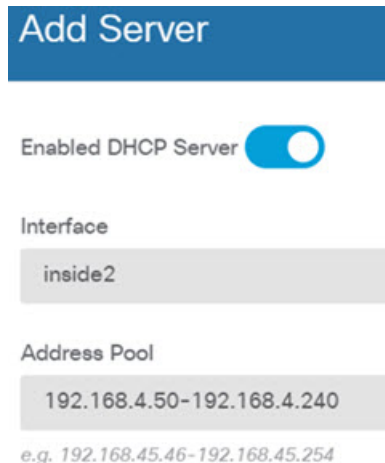 Add Server
Enabled DHCP Server
Interface
inside2
Address Pool
192.168.4.50-192.168.4.240
e.g. 192.168.45.46-192.168.45.254